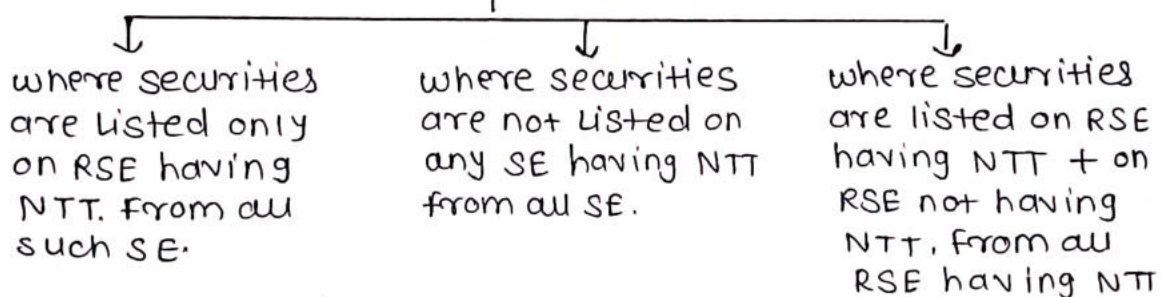 where securities
are listed only
on RSE having
NTT. From all
such SE.
where securities
are not listed on
any SE having NTT
from all SE.
where securities
are listed on RSE
having NTT + on
RSE not having
NTT, from all
RSE having NTT